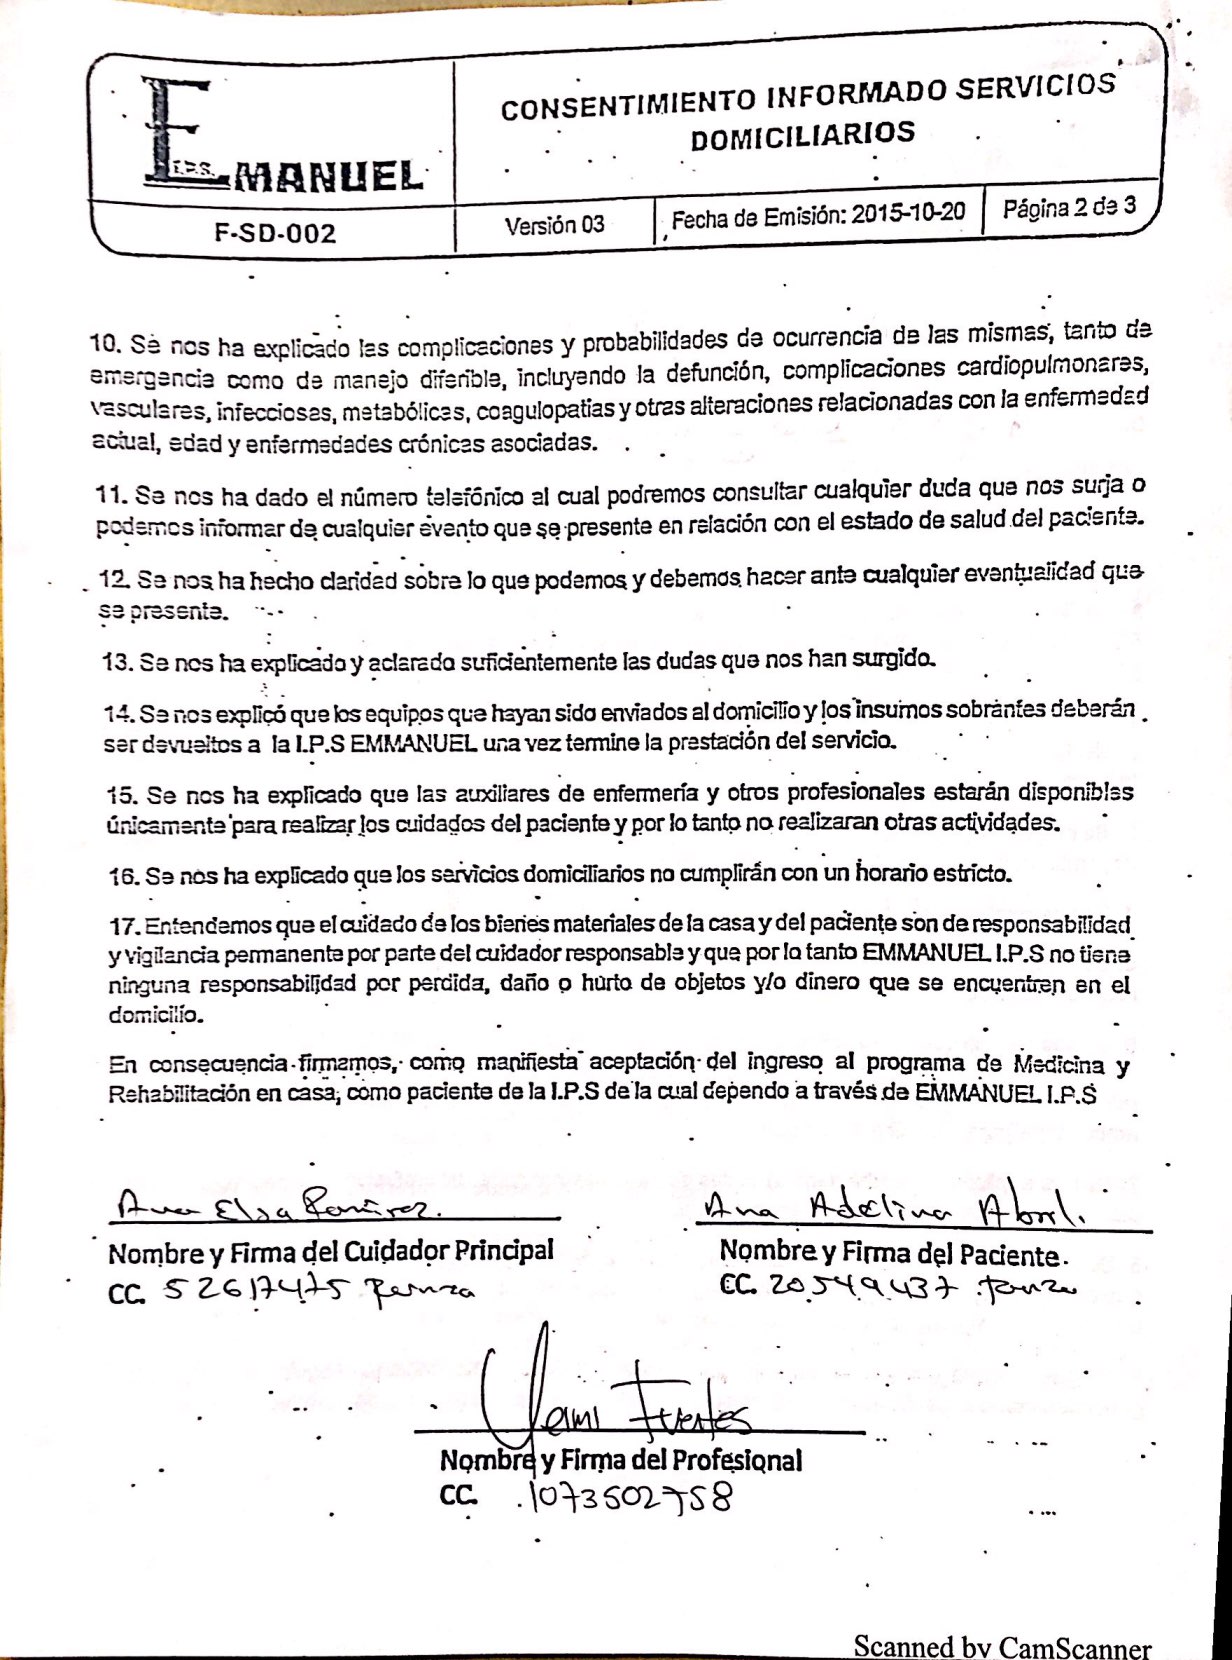 EMANUEL
I.P.S.
CONSENTIMIENTO INFORMADO SERVICIOS
DOMICILIARIOS
F-SD-002
Versión 03
Fecha de Emisión: 2015-10-20
Página 2 de 3
10. Se nos ha explicado las complicaciones y probabilidades de ocurrencia de las mismas, tanto de
emergencia como de manejo diferible, incluyendo la defunción, complicaciones cardiopulmonares,
vasculares, infecciosas, metabólicas, coagulopatias y otras alteraciones relacionadas con la enfermedad
actual, edad y enfermedades crónicas asociadas.
11. Se nos ha dado el número telefónico al cual podremos consultar cualquier duda que nos surja o
podemos informar de cualquier evento que se presente en relación con el estado de salud del paciente.
12. Se nos ha hecho claridad sobre lo que podemos y debemos hacer ante cualquier eventualidad que
se presente.
13. Se nos ha explicado y aclarado suficientemente las dudas que nos han surgido.
14. Se nos explicó que los equipos que hayan sido enviados al domicilio y los insumos sobrantes deberán
ser devueltos a la I.P.S EMMANUEL una vez termine la prestación del servicio.
15. Se nos ha explicado que las auxiliares de enfermería y otros profesionales estarán disponibles
únicamente para realizar los cuidados del paciente y por lo tanto no realizaran otras actividades.
16. Se nos ha explicado que los servicios domiciliarios no cumplirán con un horario estricto.
17. Entendemos que el cuidado de los bienes materiales de la casa y del paciente son de responsabilidad
y vigilancia permanente por parte del cuidador responsable y que por lo tanto EMMANUEL I.P.S no tiene
ninguna responsabilidad por perdida, daño o hurto de objetos y/o dinero que se encuentren en el
domicilio.
En consecuencia firmamos, como manifiesta aceptación del ingreso al programa de Medicina y
Rehabilitación en casa, como paciente de la I.P.S de la cual dependo a través de EMMANUEL I.P.S
Ana Elsa Ramirez.
Nombre y Firma del Cuidador Principal
CC. 52617475
Ana Adelina
Nombre y Firma del Paciente.
CC. 20549437
Yeimi Fuentes
Nombre y Firma del Profesional
CC. 1073502758
Scanned by CamScanner